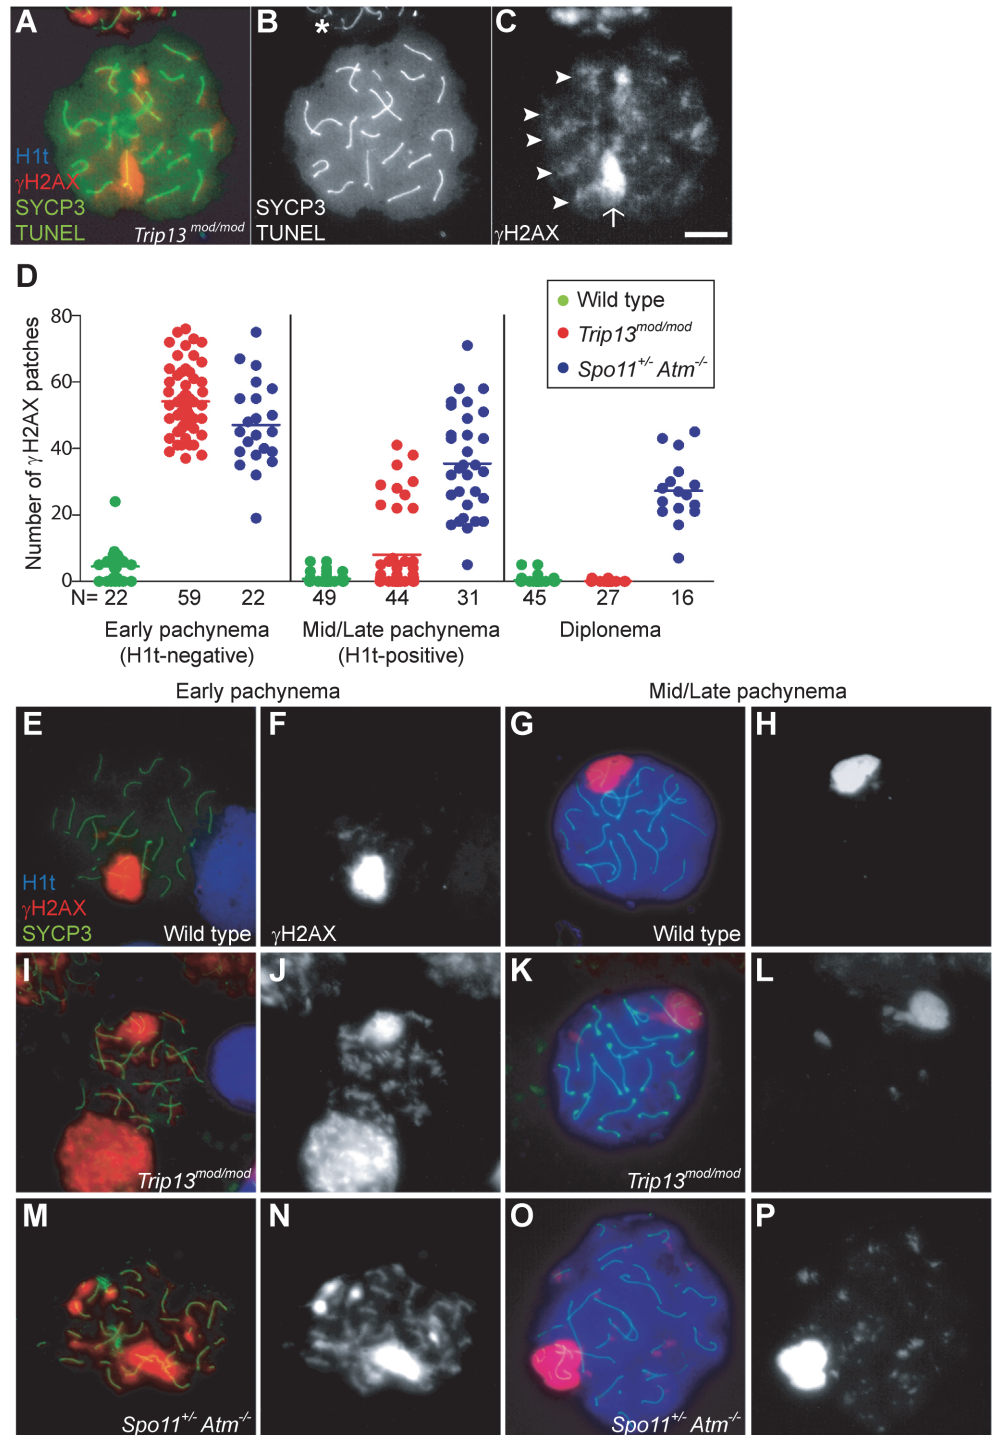 A
B
C
*
H1t
γH2AX
SYCP3
TUNEL
Trip13 mod/mod
SYCP3
TUNEL
γH2AX
D
Number of γH2AX patches
80
60
40
20
0
Wild type
Trip13mod/mod
Spo11+/- Atm-/-
N= 22 59 22 49 44 31 45 27 16
Early pachynema
(H1t-negative)
Mid/Late pachynema
(H1t-positive)
Diplonema
Early pachynema
Mid/Late pachynema
E
F
G
H
H1t
γH2AX
SYCP3
Wild type
γH2AX
Wild type
I
J
K
L
Trip13mod/mod
Trip13mod/mod
M
N
O
P
Spo11+/- Atm-/-
Spo11+/- Atm-/-